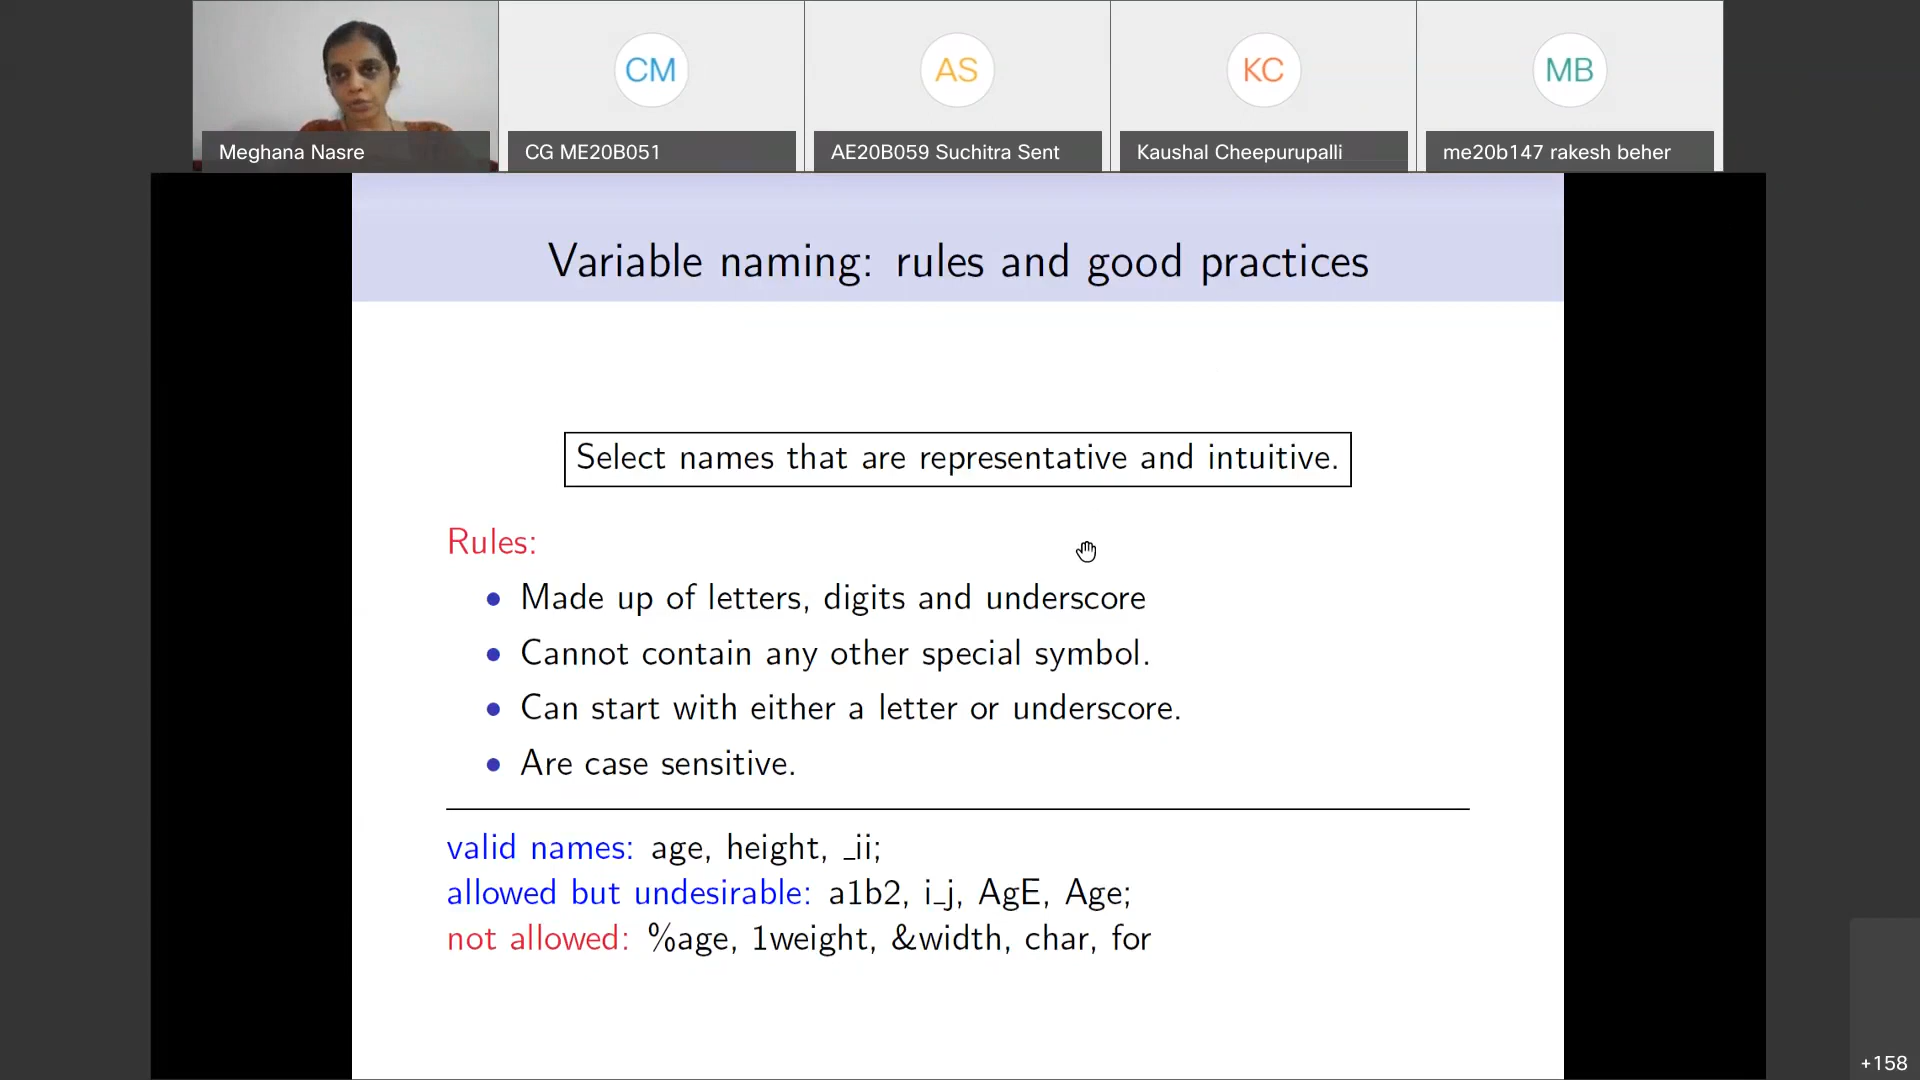 CM
AS
KC
MB
Meghana Nasre
CG ME20B051
AE20B059 Suchitra Sent
Kaushal Cheepurupalli
me20b147 rakesh beher
Variable naming: rules and good practices
Select names that are representative and intuitive.
Rules:
• Made up of letters, digits and underscore
• Cannot contain any other special symbol.
• Can start with either a letter or underscore.
• Are case sensitive.
valid names: age, height, _ii;
allowed but undesirable: a1b2, i_j, AgE, Age;
not allowed: %age, 1weight, &width, char, for
+158